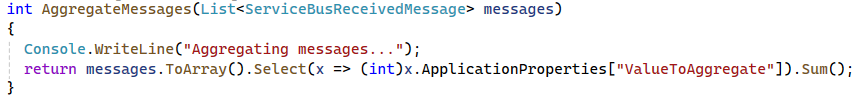 int AggregateMessages(List<ServiceBusReceivedMessage> messages)
{
  Console.WriteLine("Aggregating messages...");
  return messages.ToArray().Select(x => (int)x.ApplicationProperties["ValueToAggregate"]).Sum();
}